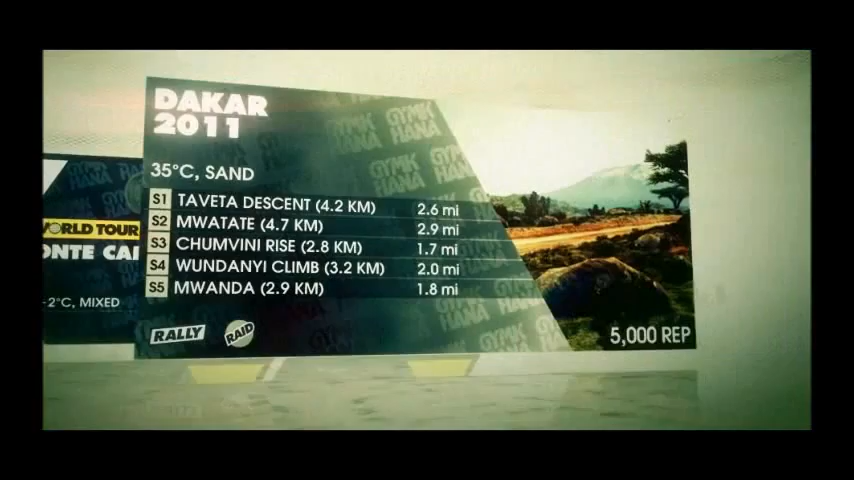 DAKAR
2011
35°C, SAND
S1 TAVETA DESCENT (4.2 KM) 2.6 mi
S2 MWATATE (4.7 KM) 2.9 mi
S3 CHUMVINI RISE (2.8 KM) 1.7 mi
S4 WUNDANYI CLIMB (3.2 KM) 2.0 mi
S5 MWANDA (2.9 KM) 1.8 mi
RALLY RAID
5,000 REP
WORLD TOUR
ONTE CAR
-2°C, MIXED
GYMK
HANA